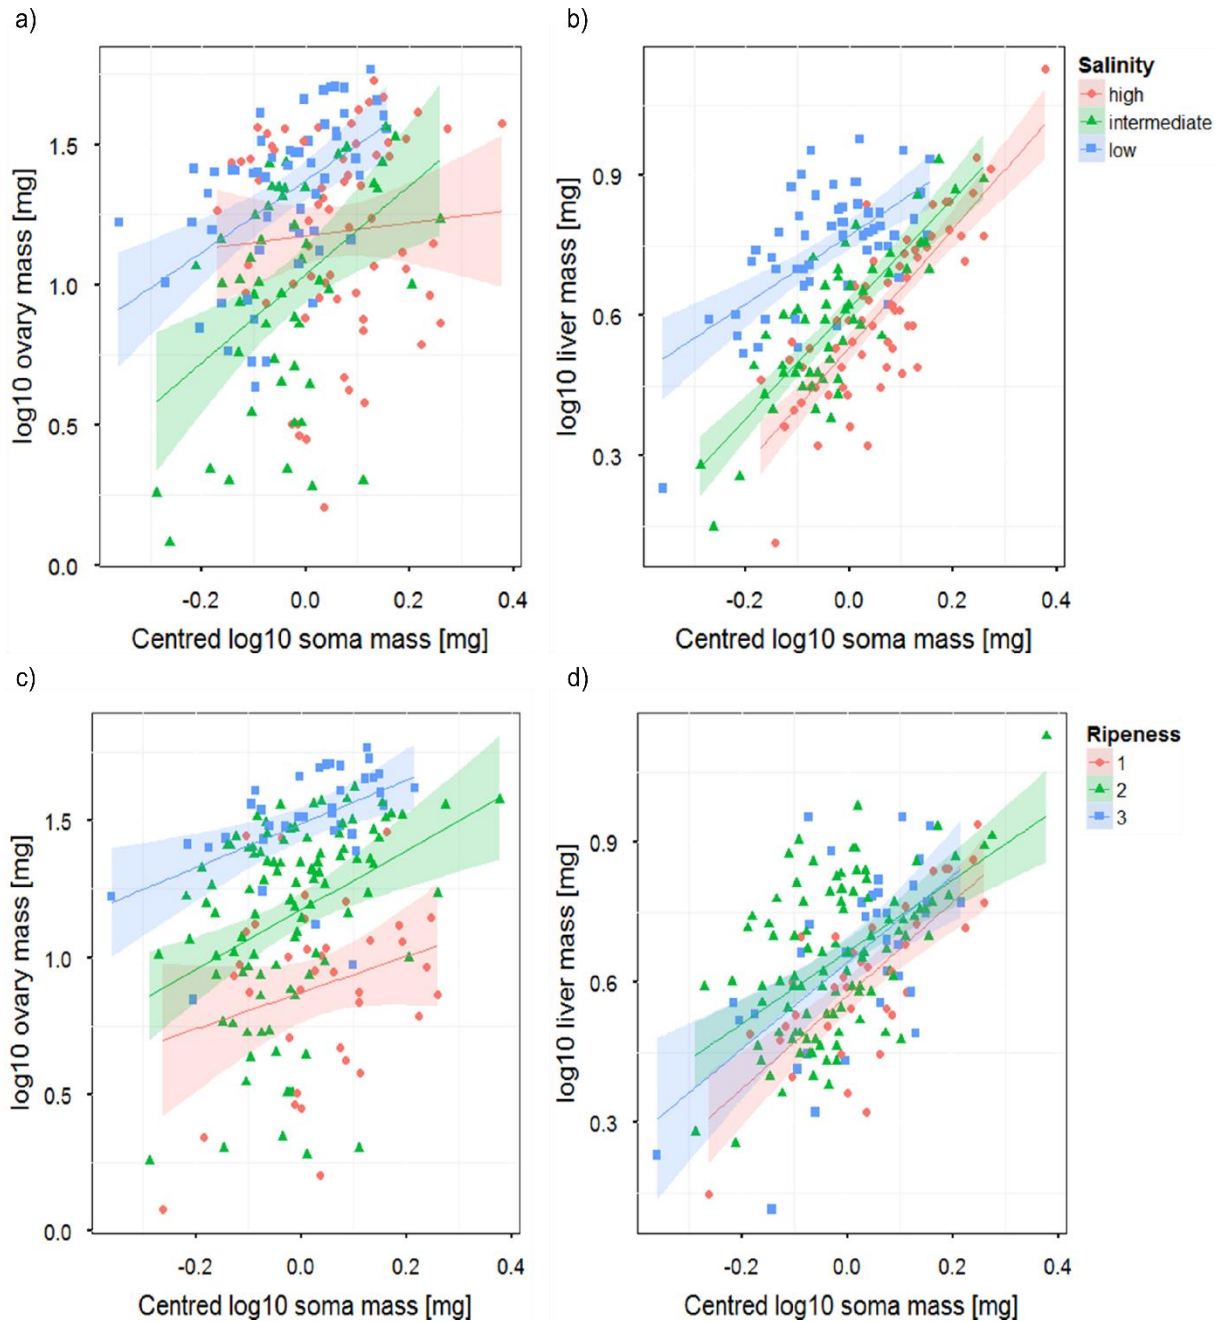 a)
log10 ovary mass [mg]
1.5
1.0
0.5
0.0
-0.2
0.0
0.2
0.4
Centred log10 soma mass [mg]
b)
log10 liver mass [mg]
0.9
0.6
0.3
-0.2
0.0
0.2
0.4
Centred log10 soma mass [mg]
Salinity
high
intermediate
low
c)
log10 ovary mass [mg]
1.5
1.0
0.5
0.0
-0.2
0.0
0.2
0.4
Centred log10 soma mass [mg]
d)
log10 liver mass [mg]
0.9
0.6
0.3
-0.2
0.0
0.2
0.4
Centred log10 soma mass [mg]
Ripeness
1
2
3